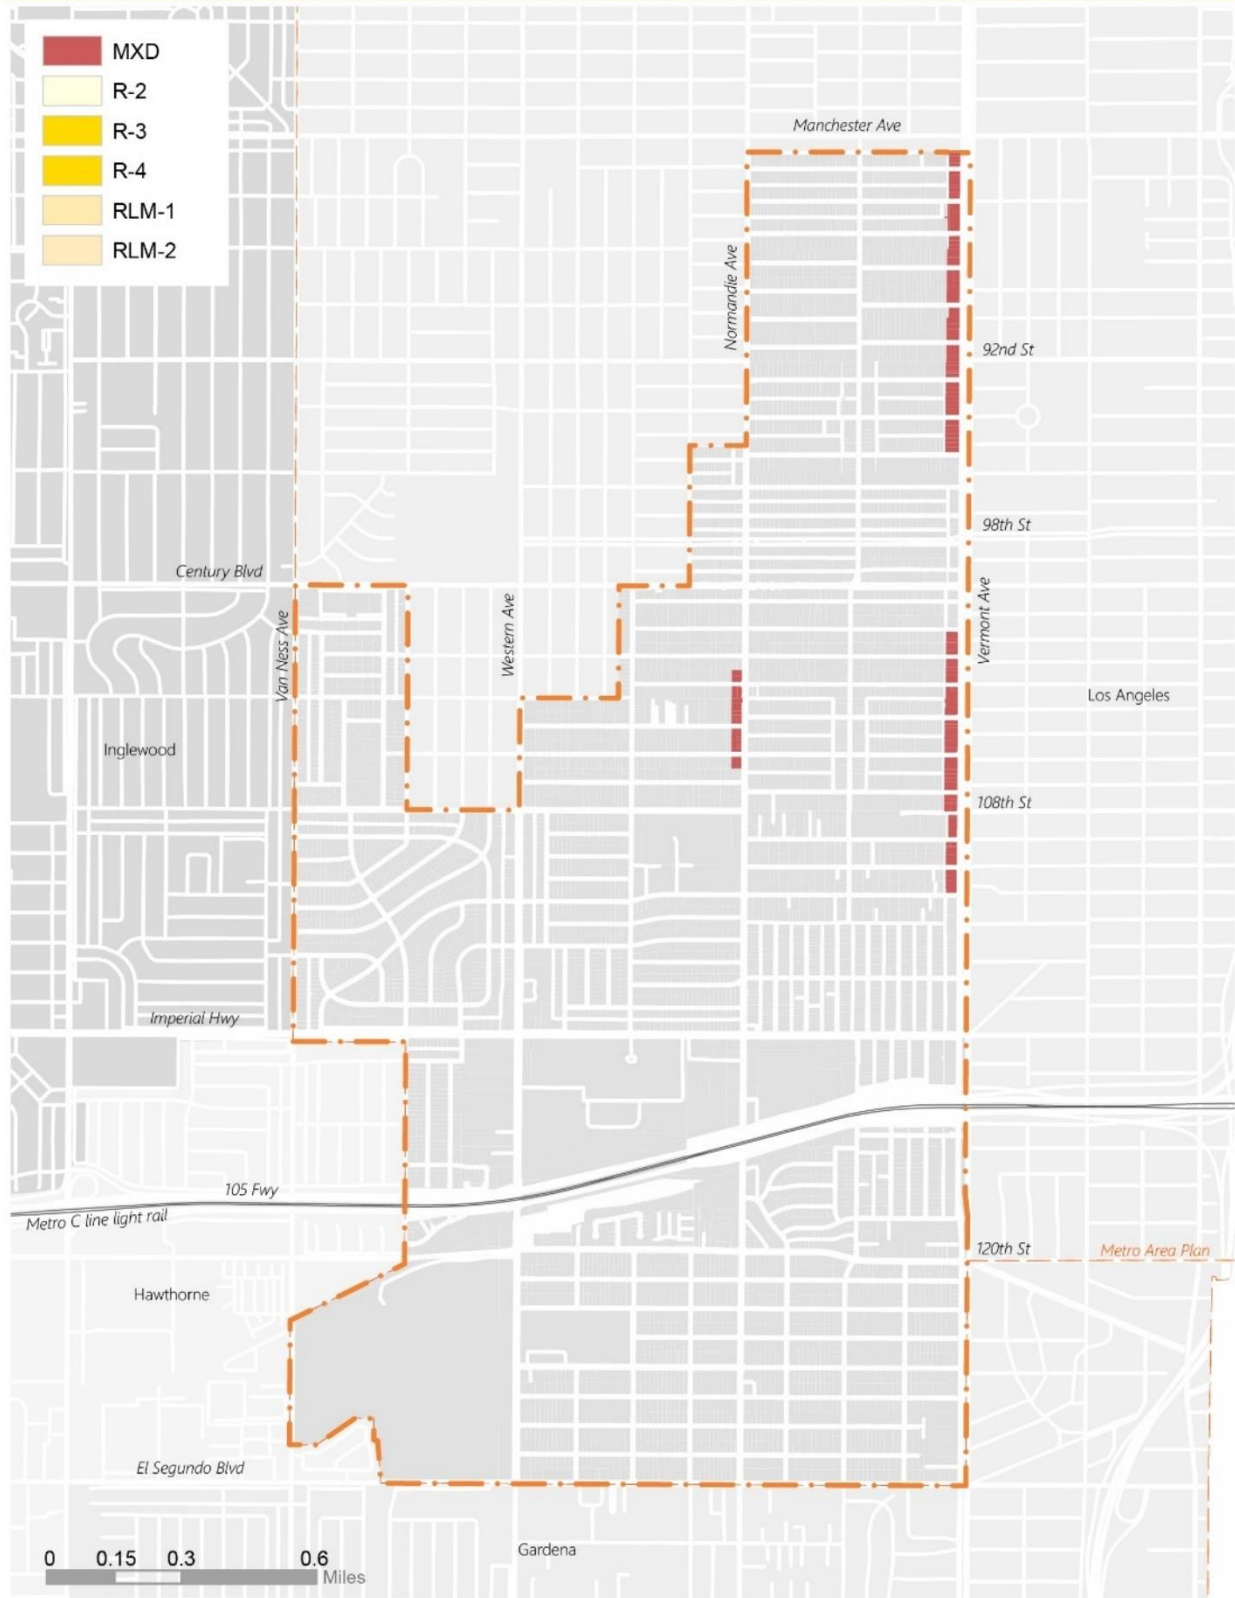 MXD
R-2
R-3
R-4
RLM-1
RLM-2
Manchester Ave
Normandie Ave
92nd St
98th St
Century Blvd
Van Ness Ave
Western Ave
Vermont Ave
Los Angeles
Inglewood
108th St
Imperial Hwy
105 Fwy
Metro C line light rail
120th St
Metro Area Plan
Hawthorne
El Segundo Blvd
Gardena
0 0.15 0.3 0.6
Miles